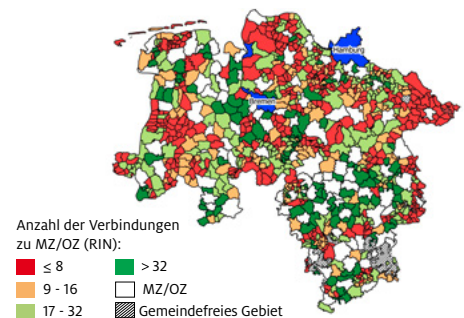 Hamburg
Bremen
Anzahl der Verbindungen
zu MZ/OZ (RIN):
≤ 8
> 32
9 - 16
MZ/OZ
17 - 32
Gemeindefreies Gebiet